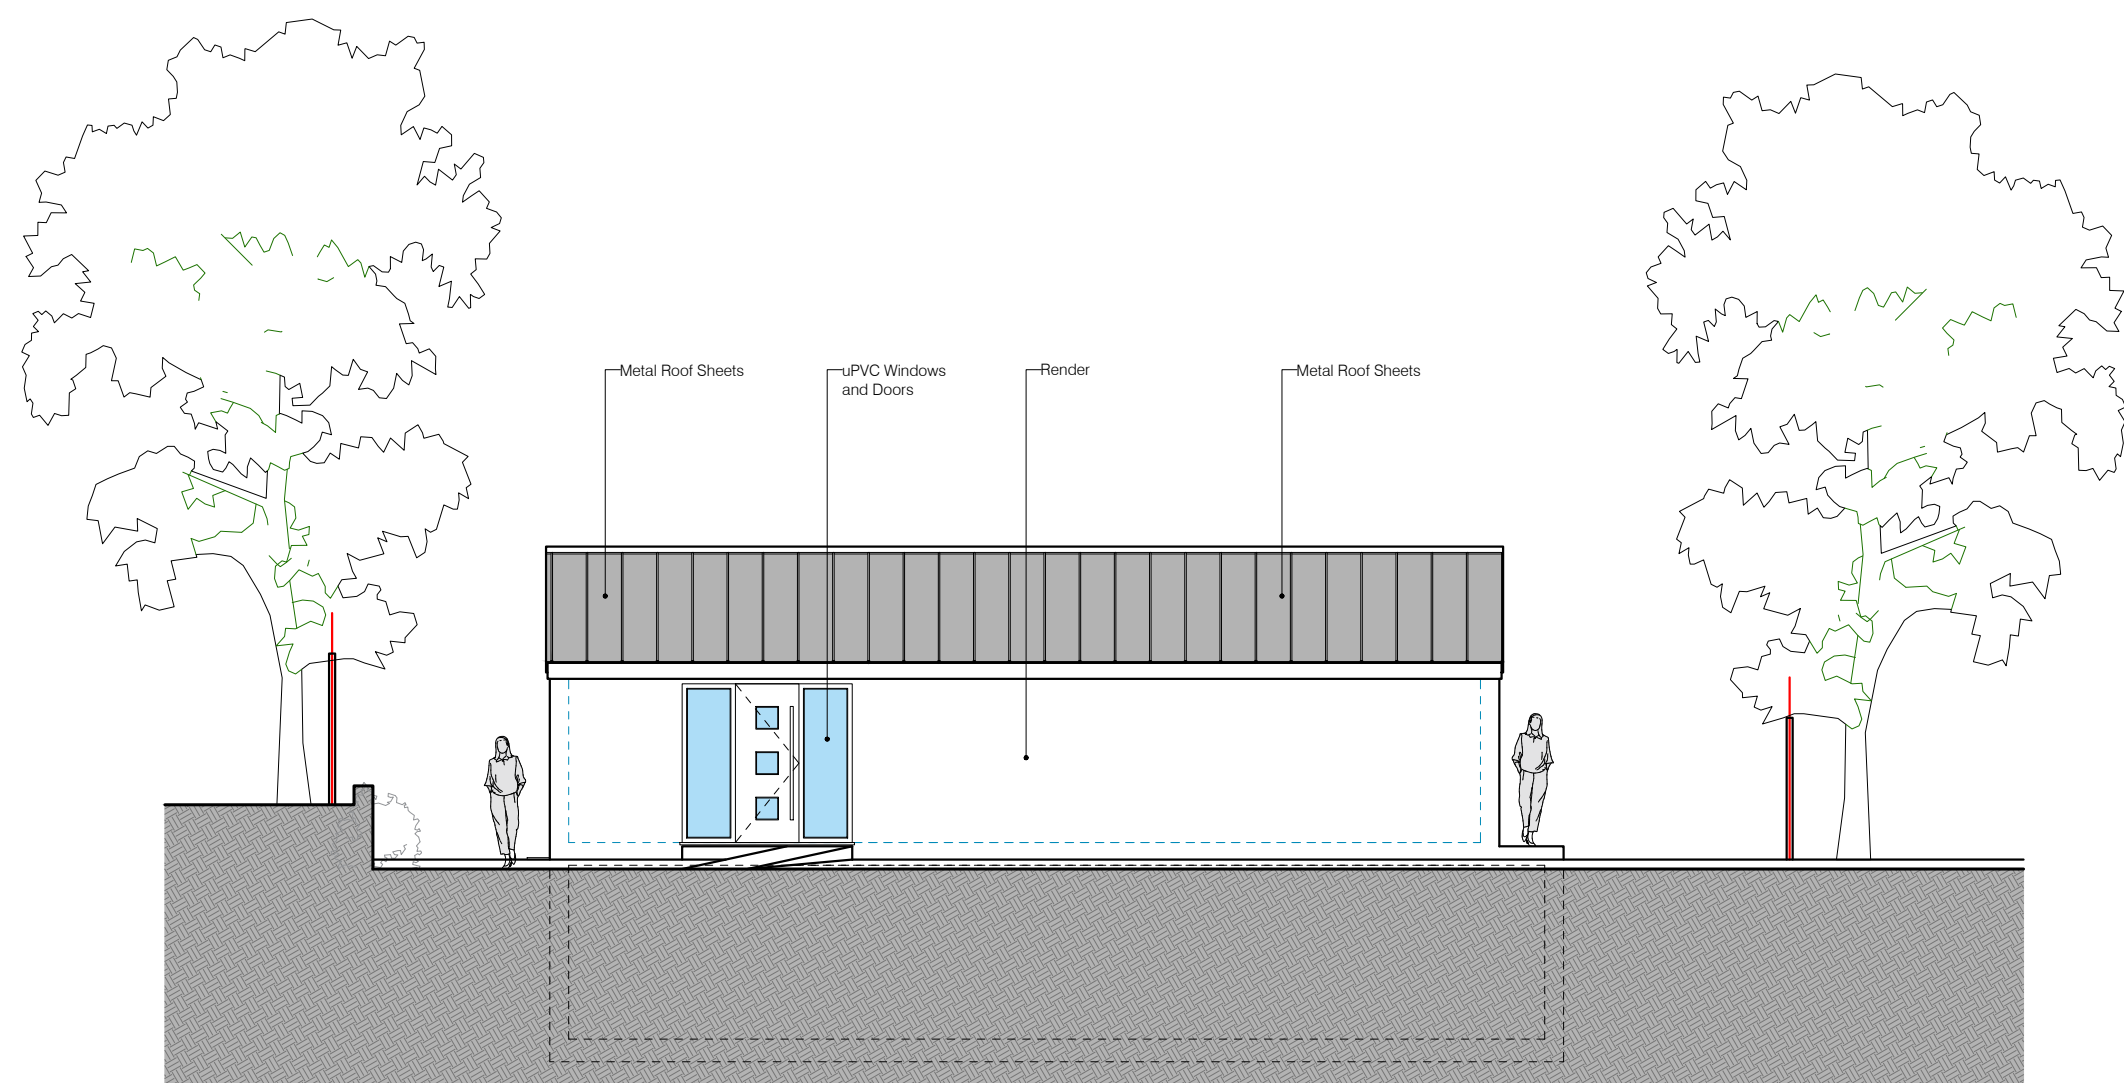 Metal Roof Sheets
uPVC Windows
and Doors
Render
Metal Roof Sheets